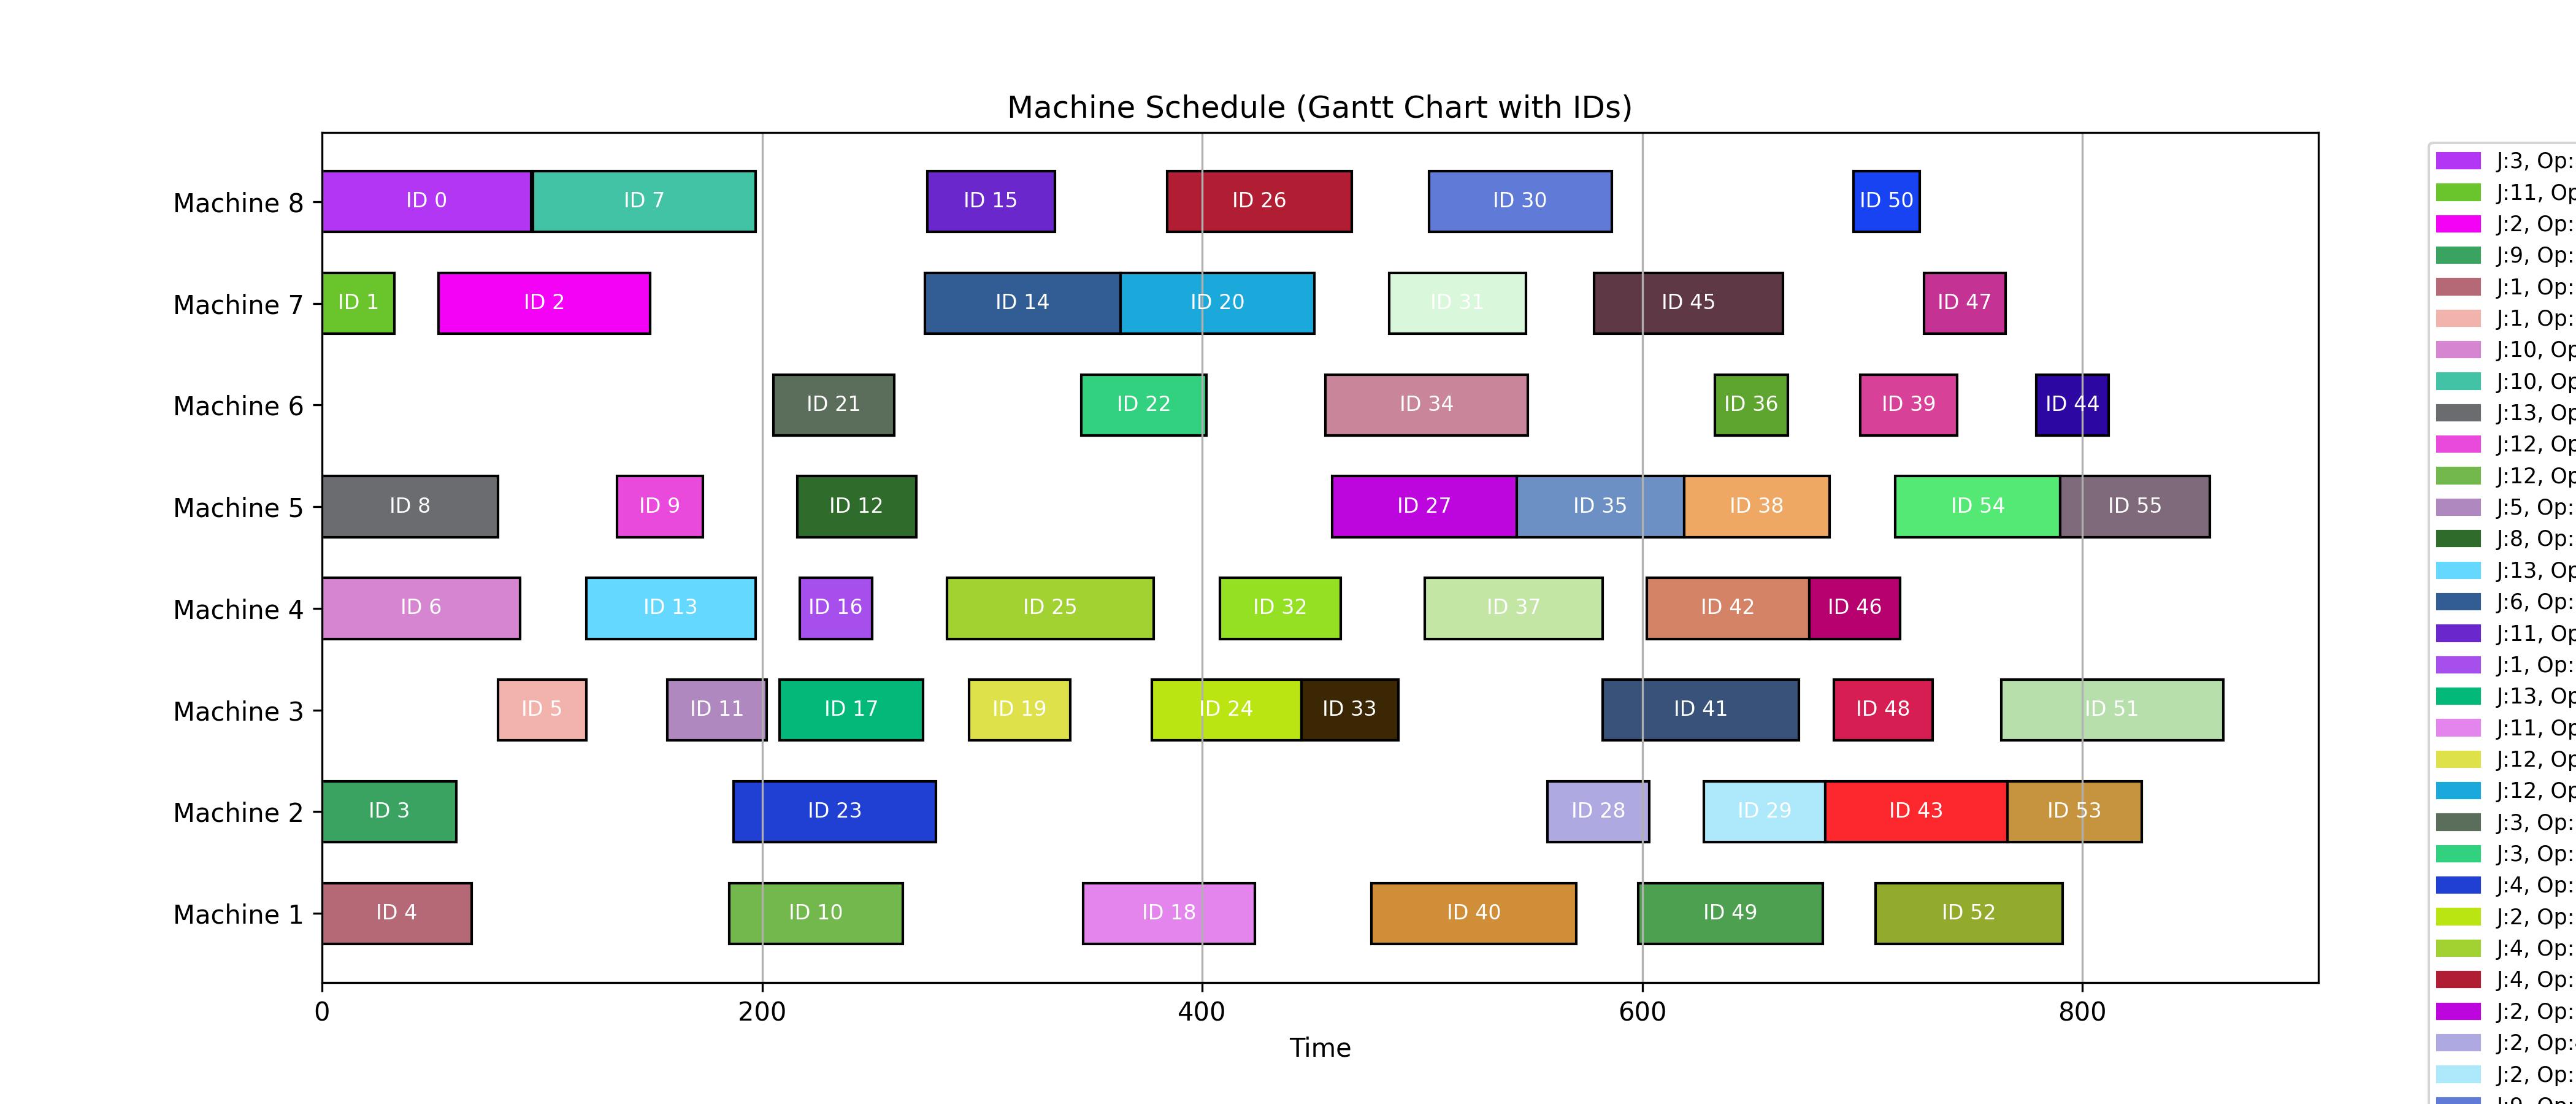 Machine Schedule (Gantt Chart with IDs)
Machine 8
ID 0
ID 7
ID 15
ID 26
ID 30
ID 50
Machine 7
ID 1
ID 2
ID 14
ID 20
ID 31
ID 45
ID 47
Machine 6
ID 21
ID 22
ID 34
ID 36
ID 39
ID 44
Machine 5
ID 8
ID 9
ID 12
ID 27
ID 35
ID 38
ID 54
ID 55
Machine 4
ID 6
ID 13
ID 16
ID 25
ID 32
ID 37
ID 42
ID 46
Machine 3
ID 5
ID 11
ID 17
ID 19
ID 24
ID 33
ID 41
ID 48
ID 51
Machine 2
ID 3
ID 23
ID 28
ID 29
ID 43
ID 53
Machine 1
ID 4
ID 10
ID 18
ID 40
ID 49
ID 52
0 200 400 600 800
Time
J:3, Op:
J:11, Op
J:2, Op:
J:9, Op:
J:1, Op:
J:1, Op:
J:10, Op
J:10, Op
J:13, Op
J:12, Op
J:12, Op
J:5, Op:
J:8, Op:
J:13, Op
J:6, Op:
J:11, Op
J:1, Op:
J:13, Op
J:11, Op
J:12, Op
J:12, Op
J:3, Op:
J:3, Op:
J:4, Op:
J:2, Op:
J:4, Op:
J:4, Op:
J:2, Op:
J:2, Op:
J:2, Op: